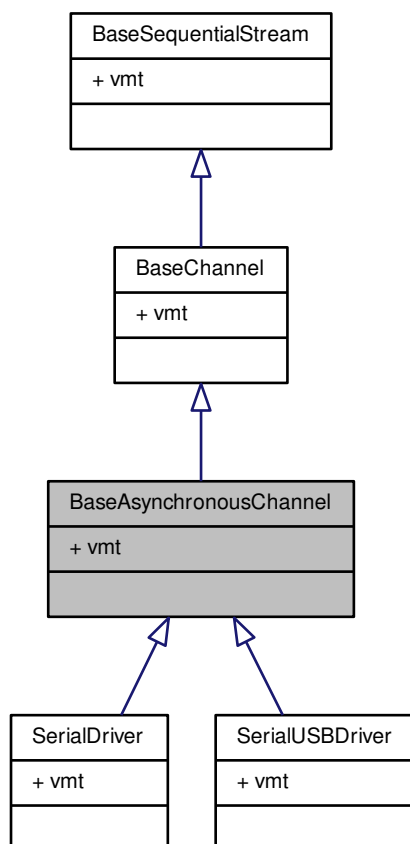 BaseSequentialStream
+ vmt
BaseChannel
+ vmt
BaseAsynchronousChannel
+ vmt
SerialDriver
+ vmt
SerialUSBDriver
+ vmt